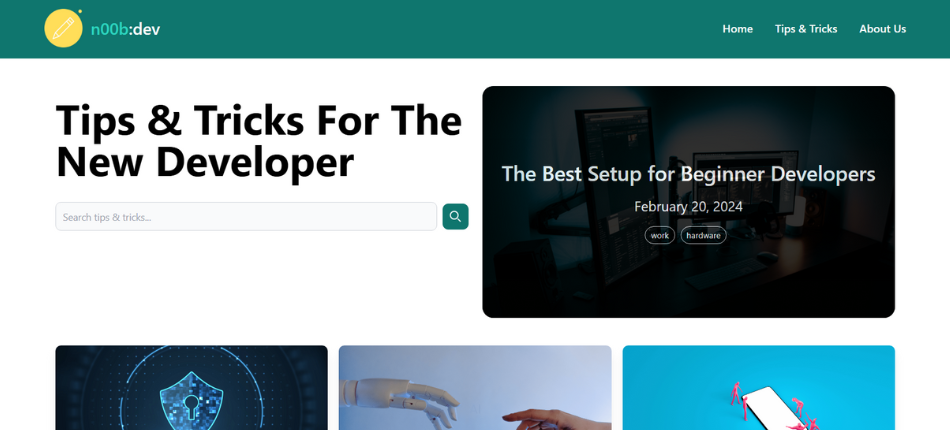 n00b:dev
Home
Tips & Tricks
About Us
Tips & Tricks For The
New Developer
Search tips & tricks...
The Best Setup for Beginner Developers
February 20, 2024
work
hardware